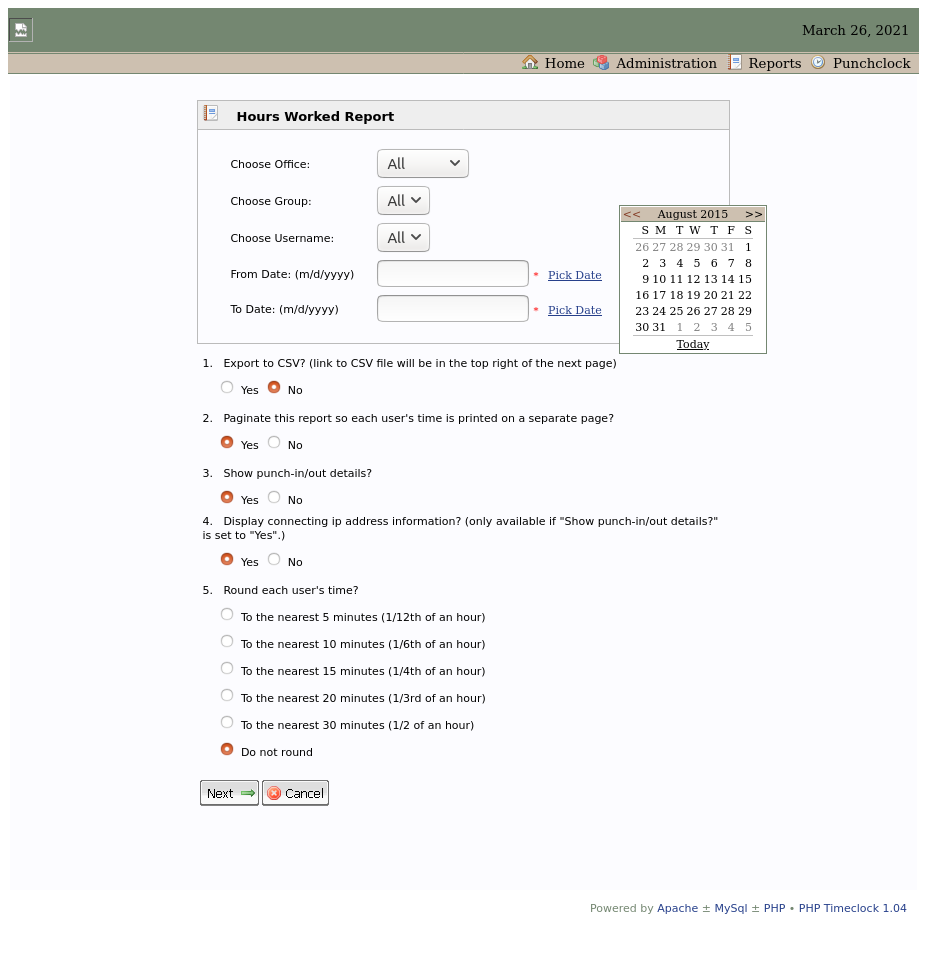 March 26, 2021
Home Administration Reports Punchclock
Hours Worked Report
Choose Office: All
Choose Group: All
Choose Username: All
From Date: (m/d/yyyy) * Pick Date
To Date: (m/d/yyyy) * Pick Date
<< August 2015 >>
S M T W T F S
26 27 28 29 30 31 1
2 3 4 5 6 7 8
9 10 11 12 13 14 15
16 17 18 19 20 21 22
23 24 25 26 27 28 29
30 31 1 2 3 4 5
Today
1. Export to CSV? (link to CSV file will be in the top right of the next page)
Yes No
2. Paginate this report so each user's time is printed on a separate page?
Yes No
3. Show punch-in/out details?
Yes No
4. Display connecting ip address information? (only available if "Show punch-in/out details?"
is set to "Yes".)
Yes No
5. Round each user's time?
To the nearest 5 minutes (1/12th of an hour)
To the nearest 10 minutes (1/6th of an hour)
To the nearest 15 minutes (1/4th of an hour)
To the nearest 20 minutes (1/3rd of an hour)
To the nearest 30 minutes (1/2 of an hour)
Do not round
Next Cancel
Powered by Apache ± MySql ± PHP • PHP Timeclock 1.04